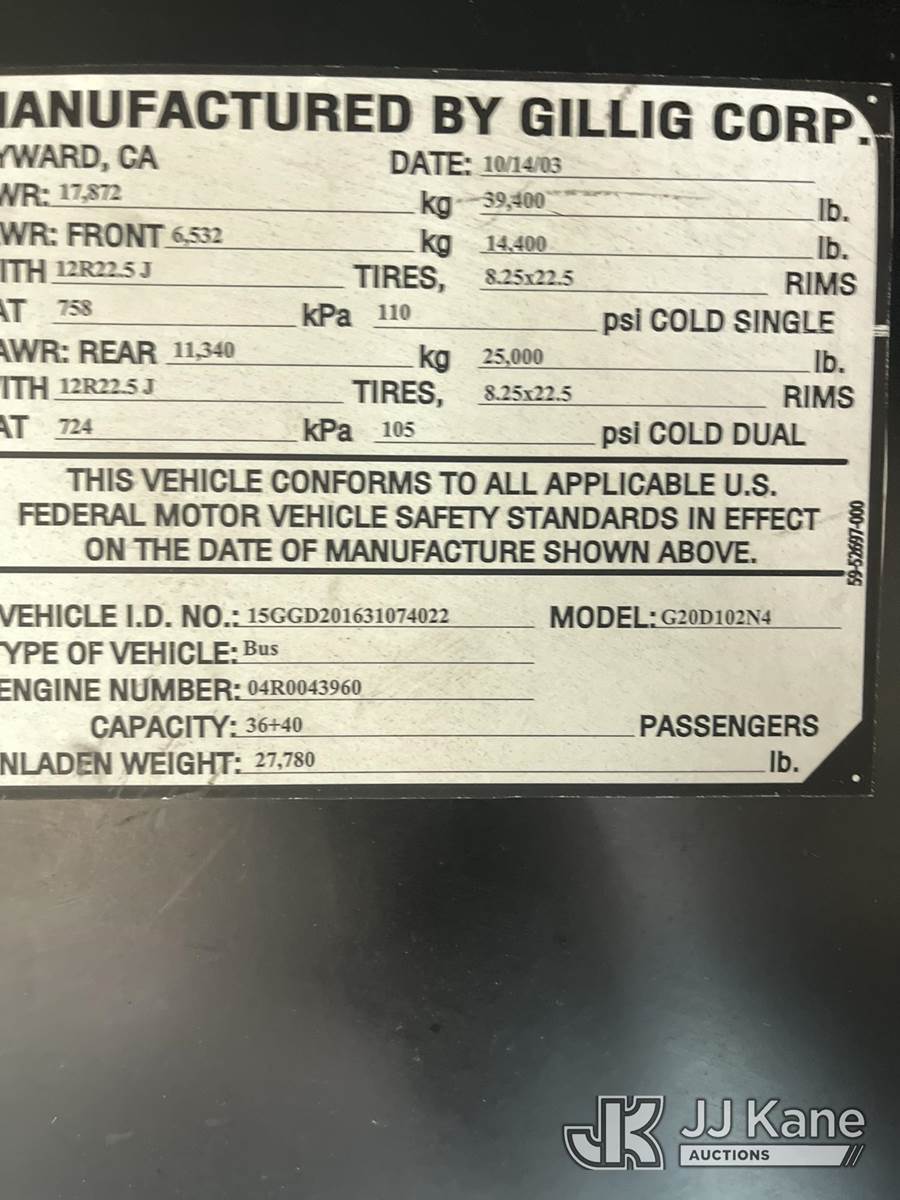 MANUFACTURED BY GILLIG CORP.
YWARD, CA DATE: 10/14/03
WR: 17,872 kg 39,400 lb.
WR: FRONT 6,532 kg 14,400 lb.
ITH 12R22.5 J TIRES, 8.25x22.5 RIMS
AT 758 kPa 110 psi COLD SINGLE
AWR: REAR 11,340 kg 25,000 lb.
ITH 12R22.5 J TIRES, 8.25x22.5 RIMS
AT 724 kPa 105 psi COLD DUAL
THIS VEHICLE CONFORMS TO ALL APPLICABLE U.S.
FEDERAL MOTOR VEHICLE SAFETY STANDARDS IN EFFECT
ON THE DATE OF MANUFACTURE SHOWN ABOVE.
59-52697-000
VEHICLE I.D. NO.: 15GGD201631074022 MODEL: G20D102N4
YPE OF VEHICLE: Bus
ENGINE NUMBER: 04R0043960
CAPACITY: 36+40 PASSENGERS
NLADEN WEIGHT: 27,780 lb.
JK JJ Kane
AUCTIONS